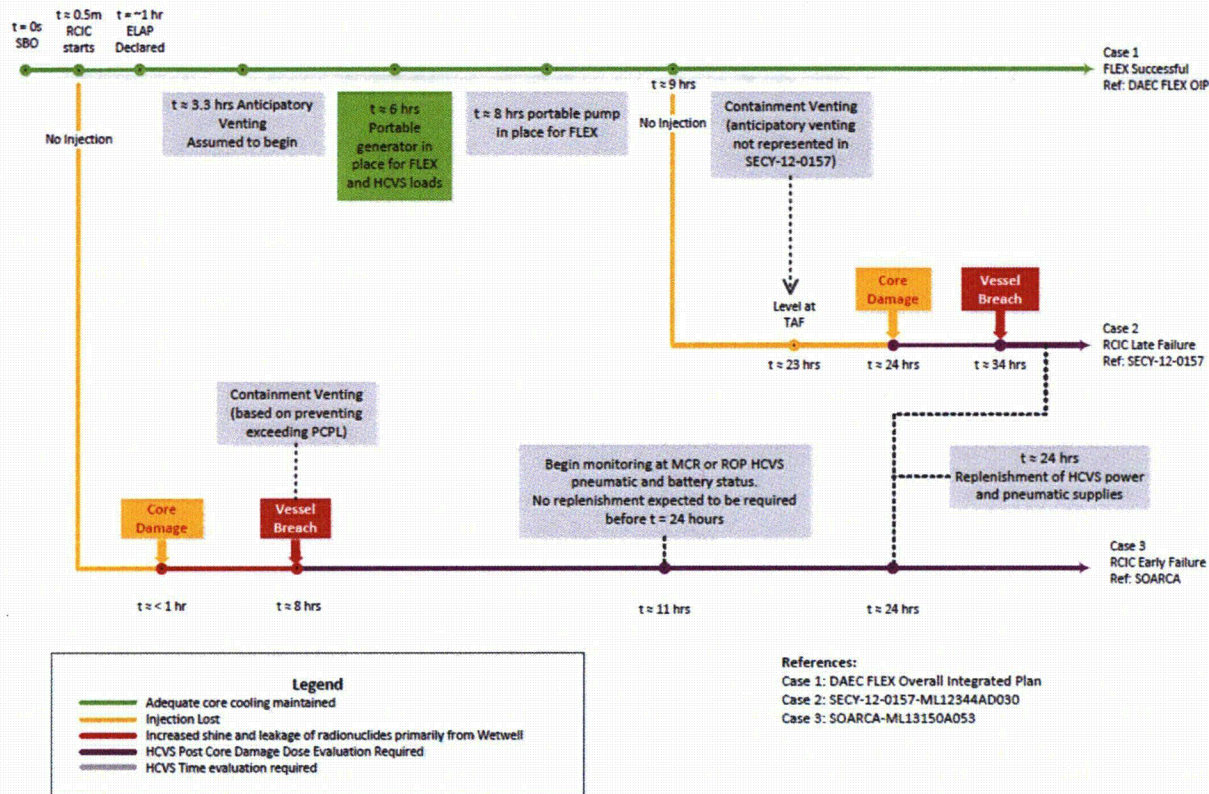 t = 0s
SBO
t ≈ 0.5m
RCIC
starts
t = ~1 hr
ELAP
Declared
Case 1
FLEX Successful
Ref: DAEC FLEX OIP
No Injection
t ≈ 3.3 hrs Anticipatory
Venting
Assumed to begin
t ≈ 6 hrs
Portable
generator in
place for FLEX
and HCVS loads
t ≈ 8 hrs portable pump
in place for FLEX
t ≈ 9 hrs
No Injection
Containment Venting
(anticipatory venting
not represented in
SECY-12-0157)
Level at
TAF
Core
Damage
Vessel
Breach
Case 2
RCIC Late Failure
Ref: SECY-12-0157
t ≈ 23 hrs
t ≈ 24 hrs
t ≈ 34 hrs
Containment Venting
(based on preventing
exceeding PCPL)
Core
Damage
Vessel
Breach
Begin monitoring at MCR or ROP HCVS
pneumatic and battery status.
No replenishment expected to be required
before t = 24 hours
t ≈ 24 hrs
Replenishment of HCVS power
and pneumatic supplies
Case 3
RCIC Early Failure
Ref: SOARCA
t ≈ < 1 hr
t ≈ 8 hrs
t ≈ 11 hrs
t ≈ 24 hrs
Legend
Adequate core cooling maintained
Injection Lost
Increased shine and leakage of radionuclides primarily from Wetwell
HCVS Post Core Damage Dose Evaluation Required
HCVS Time evaluation required
References:
Case 1: DAEC FLEX Overall Integrated Plan
Case 2: SECY-12-0157-ML12344AD030
Case 3: SOARCA-ML13150A053